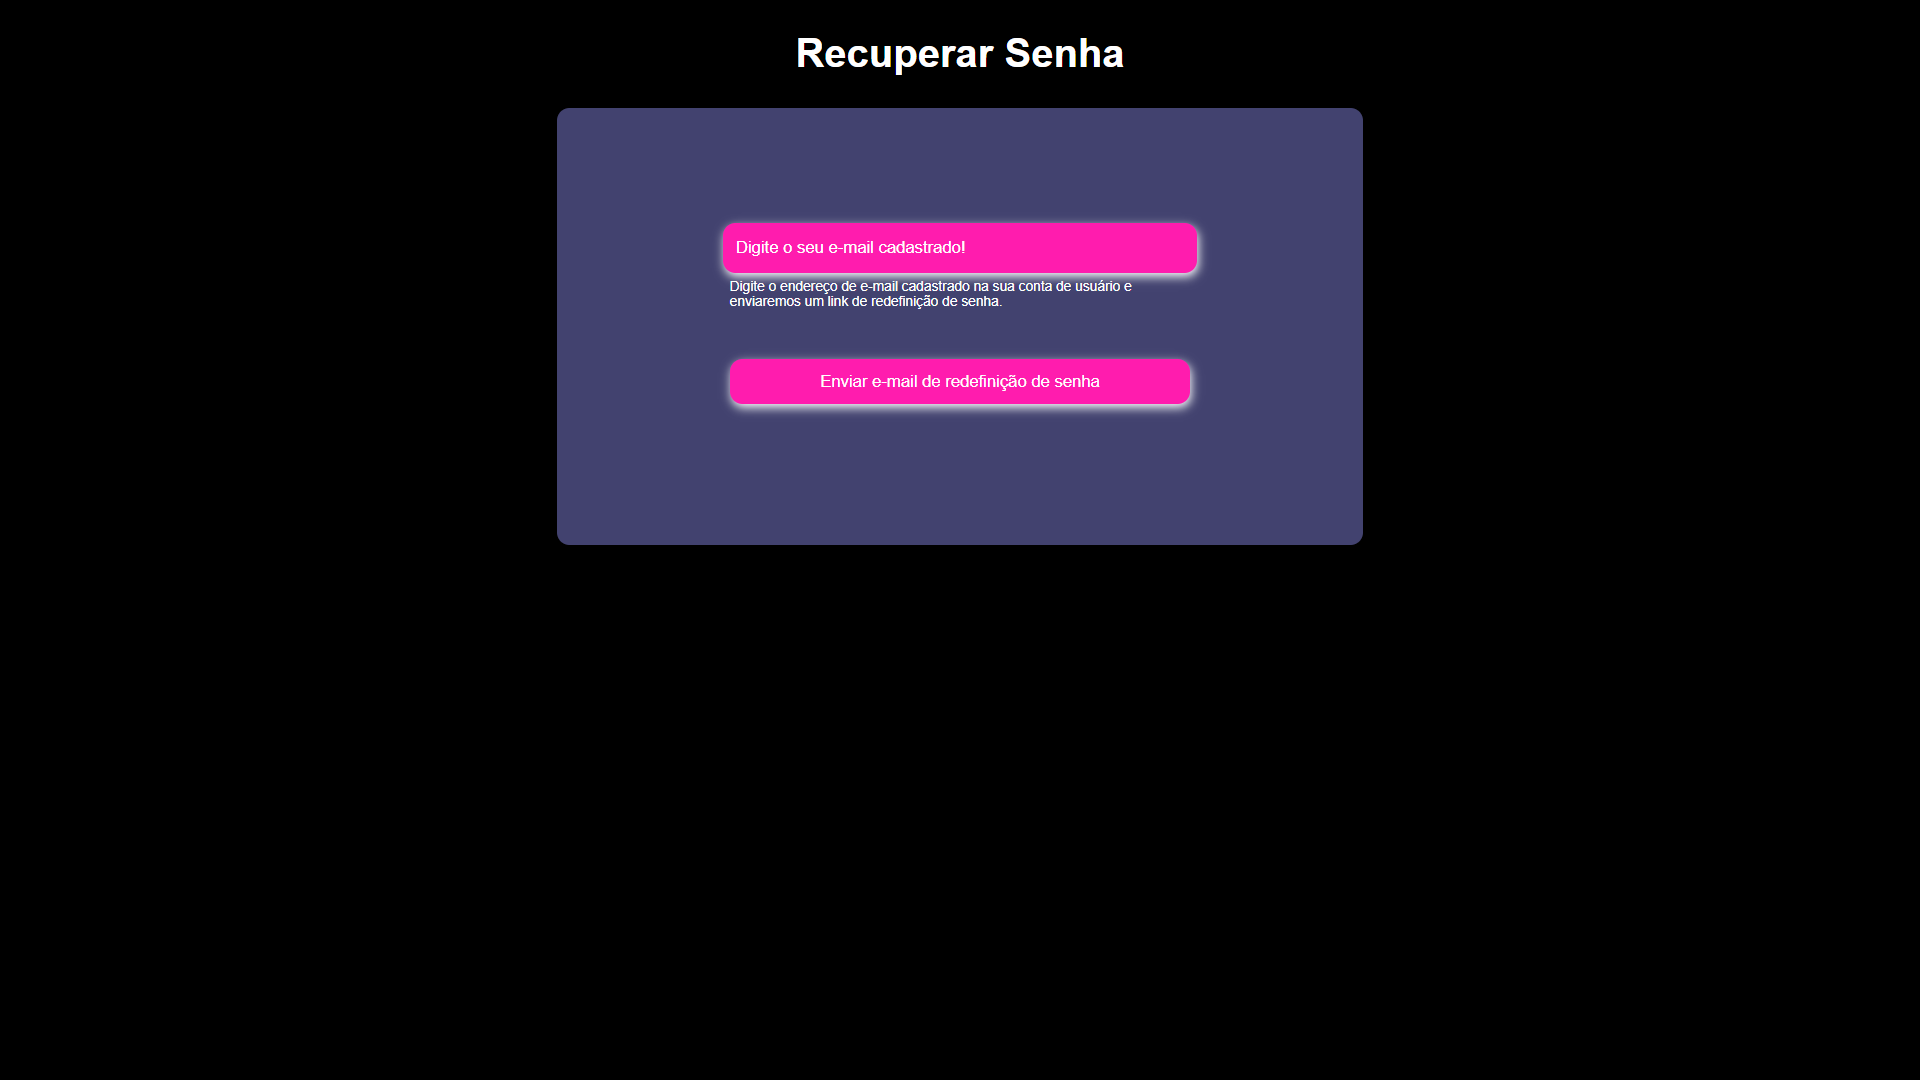 Recuperar Senha
Digite o seu e-mail cadastrado!
Digite o endereço de e-mail cadastrado na sua conta de usuário e
enviaremos um link de redefinição de senha.
Enviar e-mail de redefinição de senha